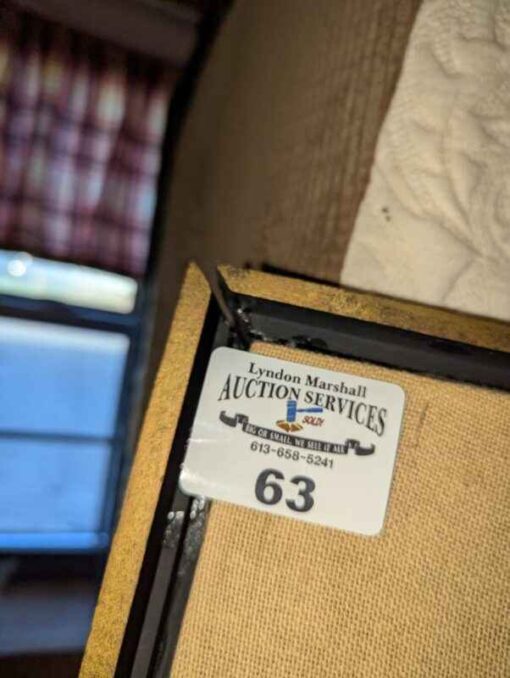 Lyndon Marshall
AUCTION SERVICES
SOLD!
BIG OR SMALL, WE SELL IT ALL
613-658-5241
63